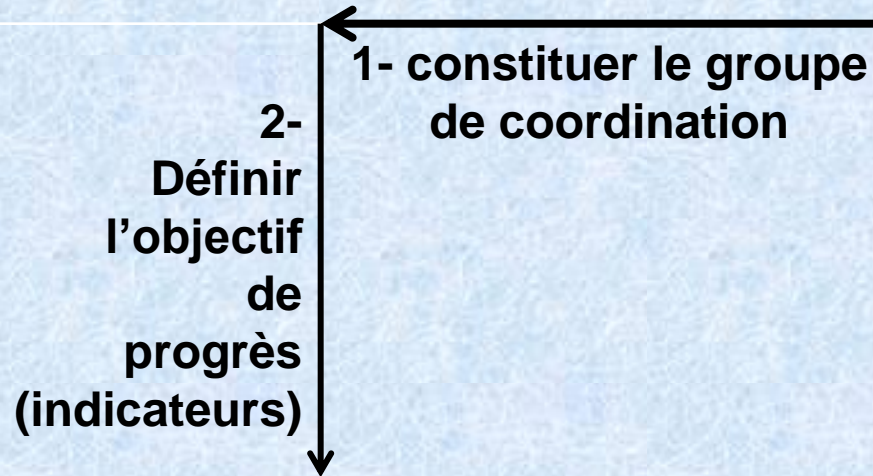 1- constituer le groupe
de coordination
2-
Définir
l’objectif
de
progrès
(indicateurs)